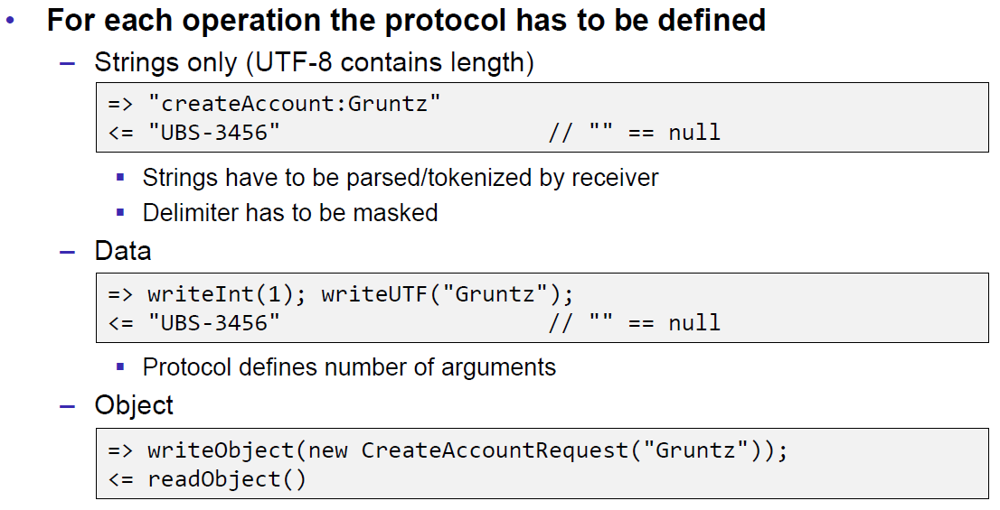 • For each operation the protocol has to be defined
– Strings only (UTF-8 contains length)
=> "createAccount:Gruntz"
<= "UBS-3456" // "" == null
▪ Strings have to be parsed/tokenized by receiver
▪ Delimiter has to be masked
– Data
=> writeInt(1); writeUTF("Gruntz");
<= "UBS-3456" // "" == null
▪ Protocol defines number of arguments
– Object
=> writeObject(new CreateAccountRequest("Gruntz"));
<= readObject()